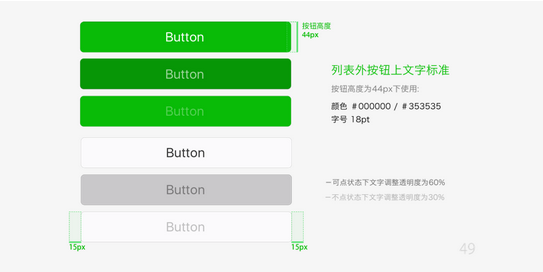 Button
按钮高度
44px
Button
列表外按钮上文字标准
按钮高度为44px下使用:
Button
颜色 #000000 / #353535
字号 18pt
Button
Button
一可点状态下文字调整透明度为60%
一不点状态下文字调整透明度为30%
Button
15px
15px
49